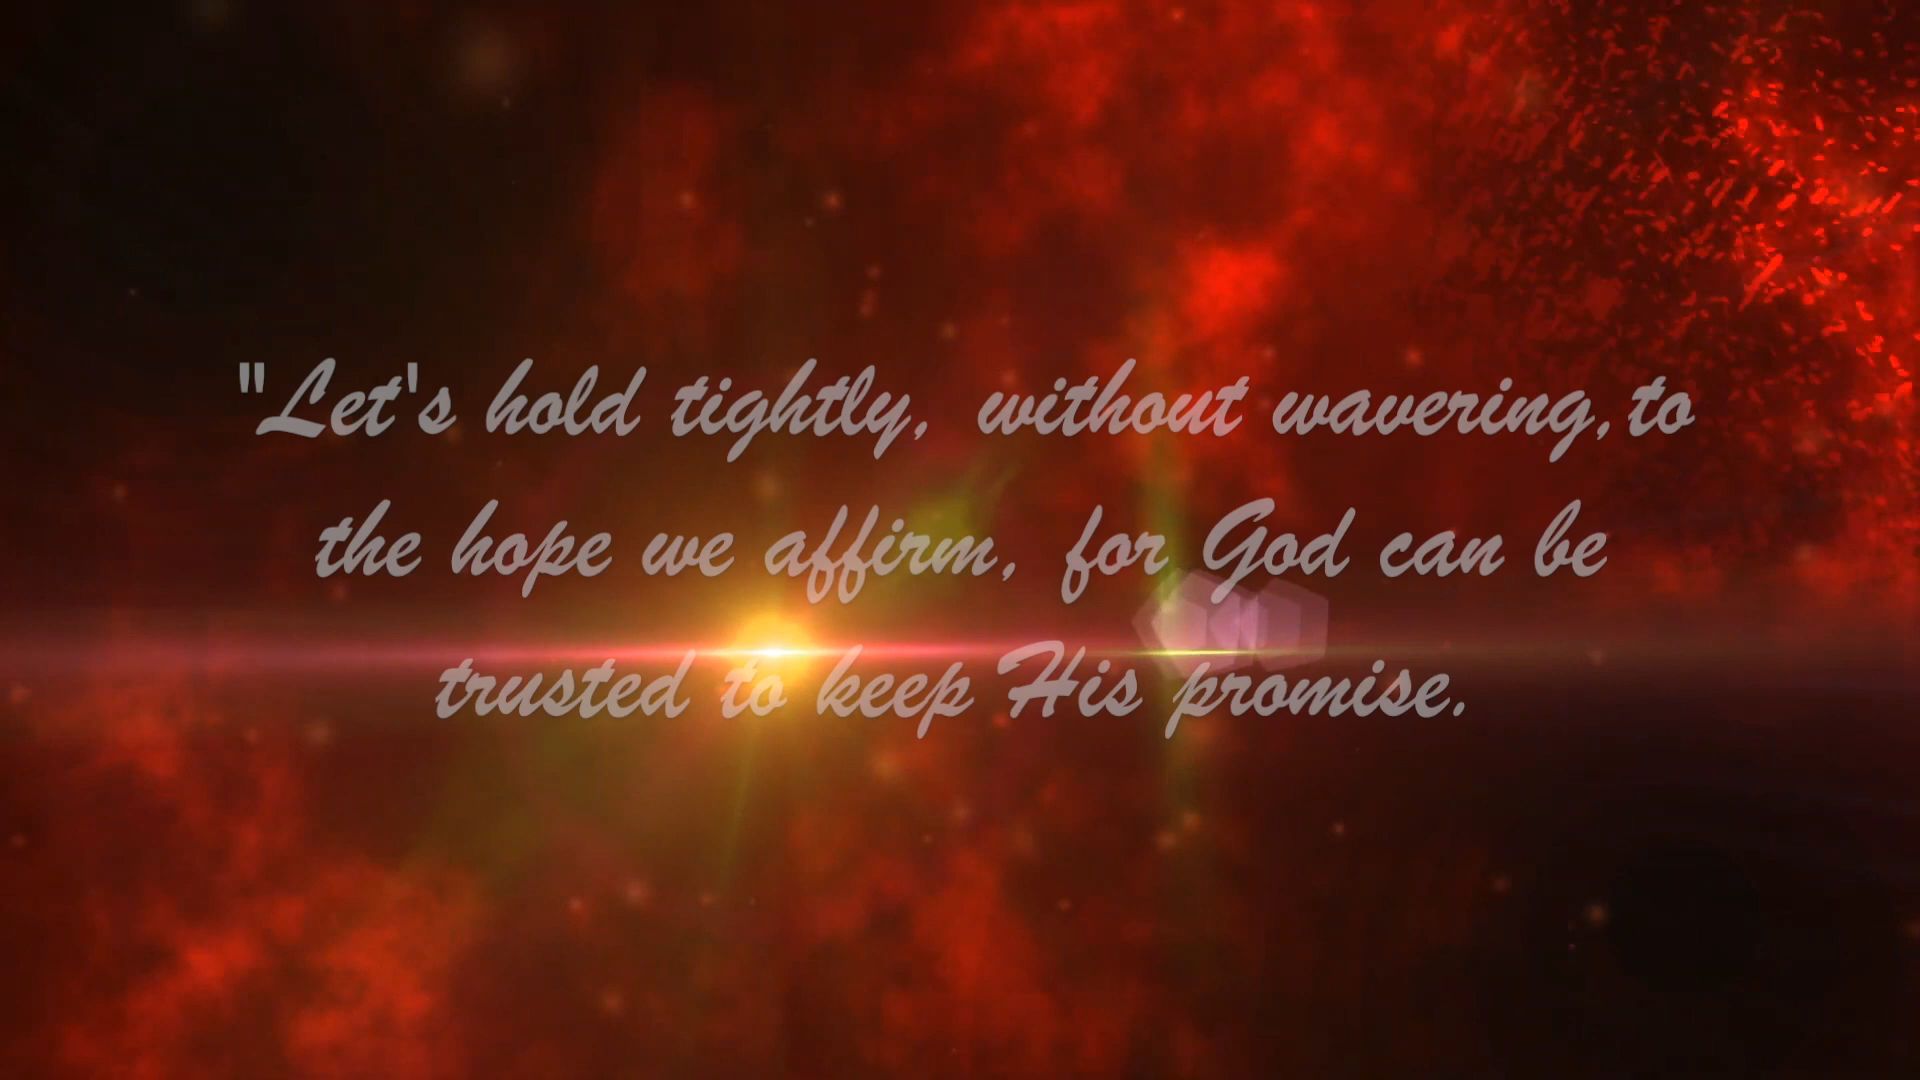 "Let's hold tightly, without wavering,to
the hope we affirm, for God can be
trusted to keep His promise.